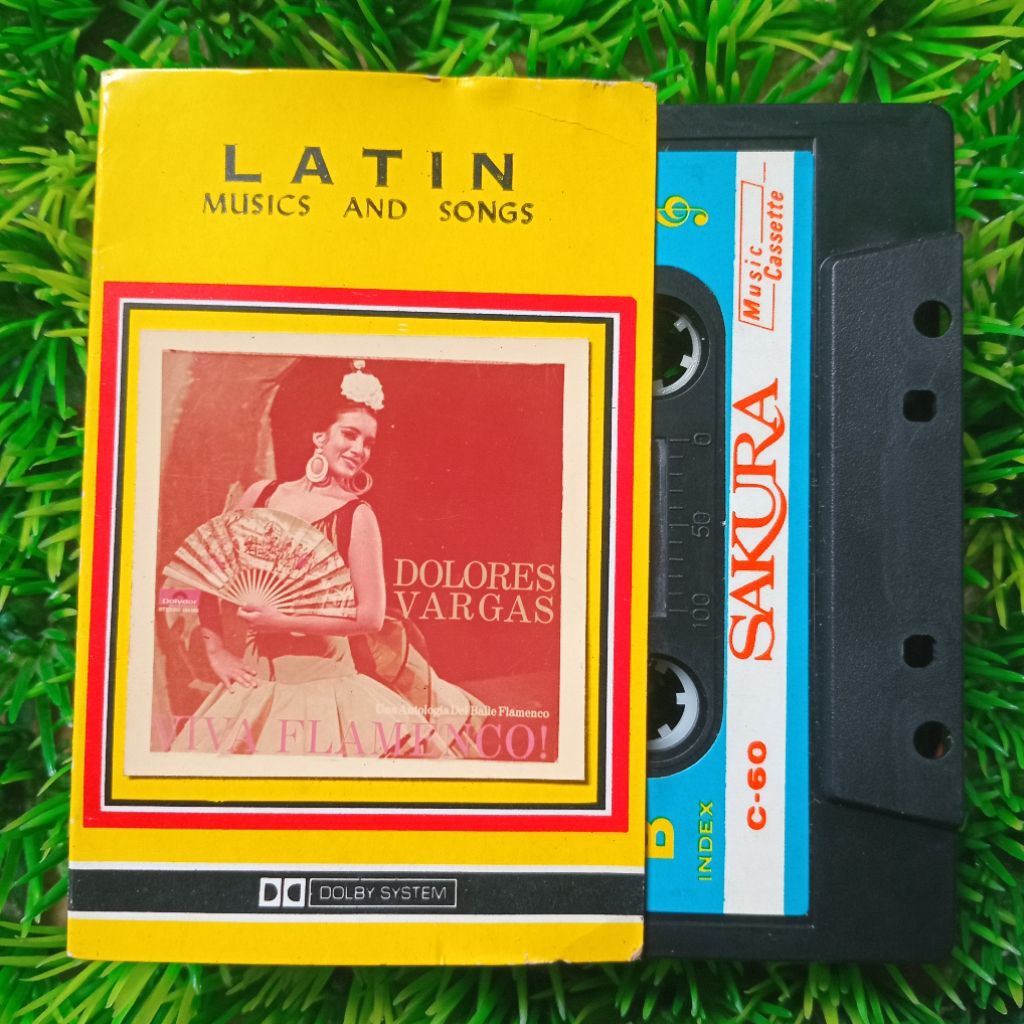 LATIN
MUSICS AND SONGS
DOLORES
VARGAS
Polydor
Una Antologia Del Baile Flamenco
VIVA FLAMENCO!
DOLBY SYSTEM
Music
Cassette
SAKURA
C-60
0
50
100
B
INDEX